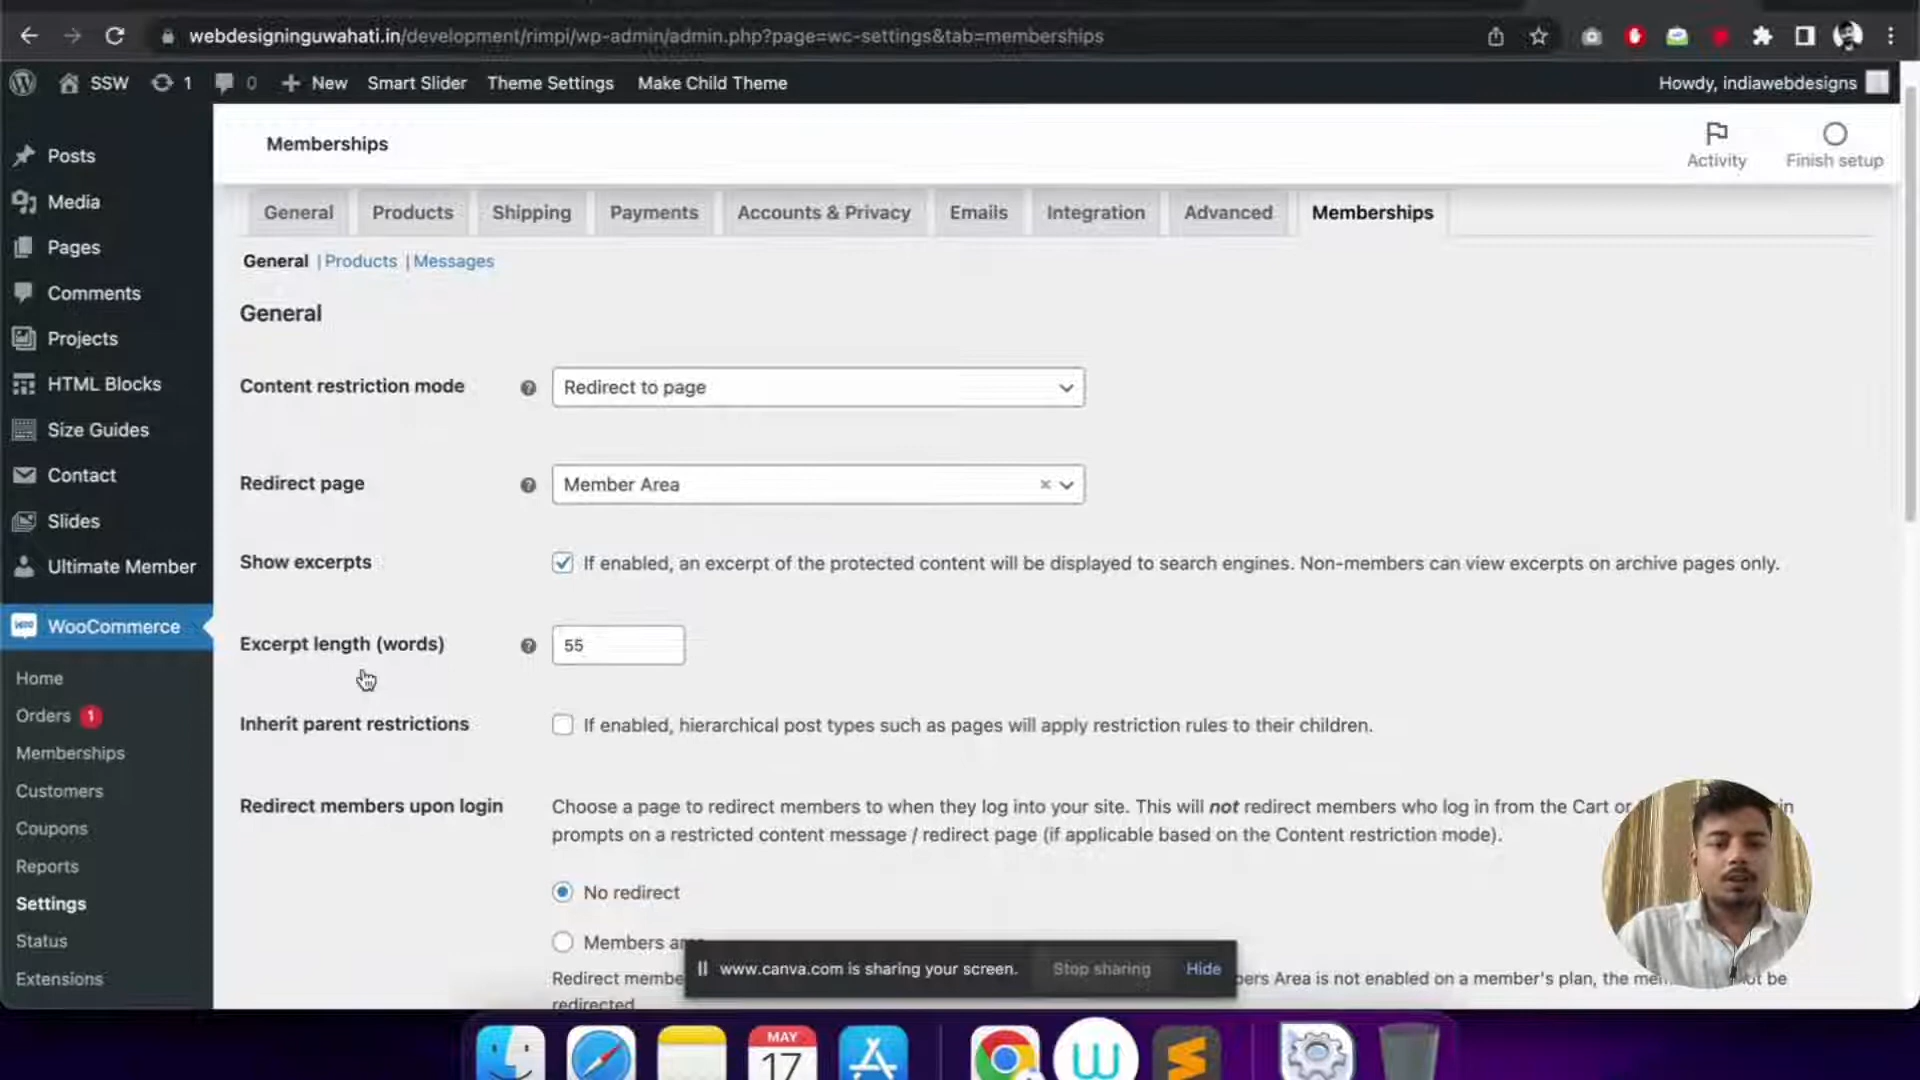 webdesigninguwahati.in/development/rimpi/wp-admin/admin.php?page=wc-settings&tab=memberships
SSW 1 0 New Smart Slider Theme Settings Make Child Theme Howdy, indiawebdesigns
Posts
Media
Pages
Comments
Projects
HTML Blocks
Size Guides
Contact
Slides
Ultimate Member
WooCommerce
Home
Orders 1
Memberships
Customers
Coupons
Reports
Settings
Status
Extensions
Memberships
Activity
Finish setup
General Products Shipping Payments Accounts & Privacy Emails Integration Advanced Memberships
General | Products | Messages
General
Content restriction mode Redirect to page
Redirect page Member Area
Show excerpts If enabled, an excerpt of the protected content will be displayed to search engines. Non-members can view excerpts on archive pages only.
Excerpt length (words) 55
Inherit parent restrictions If enabled, hierarchical post types such as pages will apply restriction rules to their children.
Redirect members upon login Choose a page to redirect members to when they log into your site. This will not redirect members who log in from the Cart or
prompts on a restricted content message / redirect page (if applicable based on the Content restriction mode).
No redirect
Members
Redirect Area is not enabled on a member's plan, the be
redirected
www.canva.com is sharing your screen. Stop sharing Hide
MAY
17